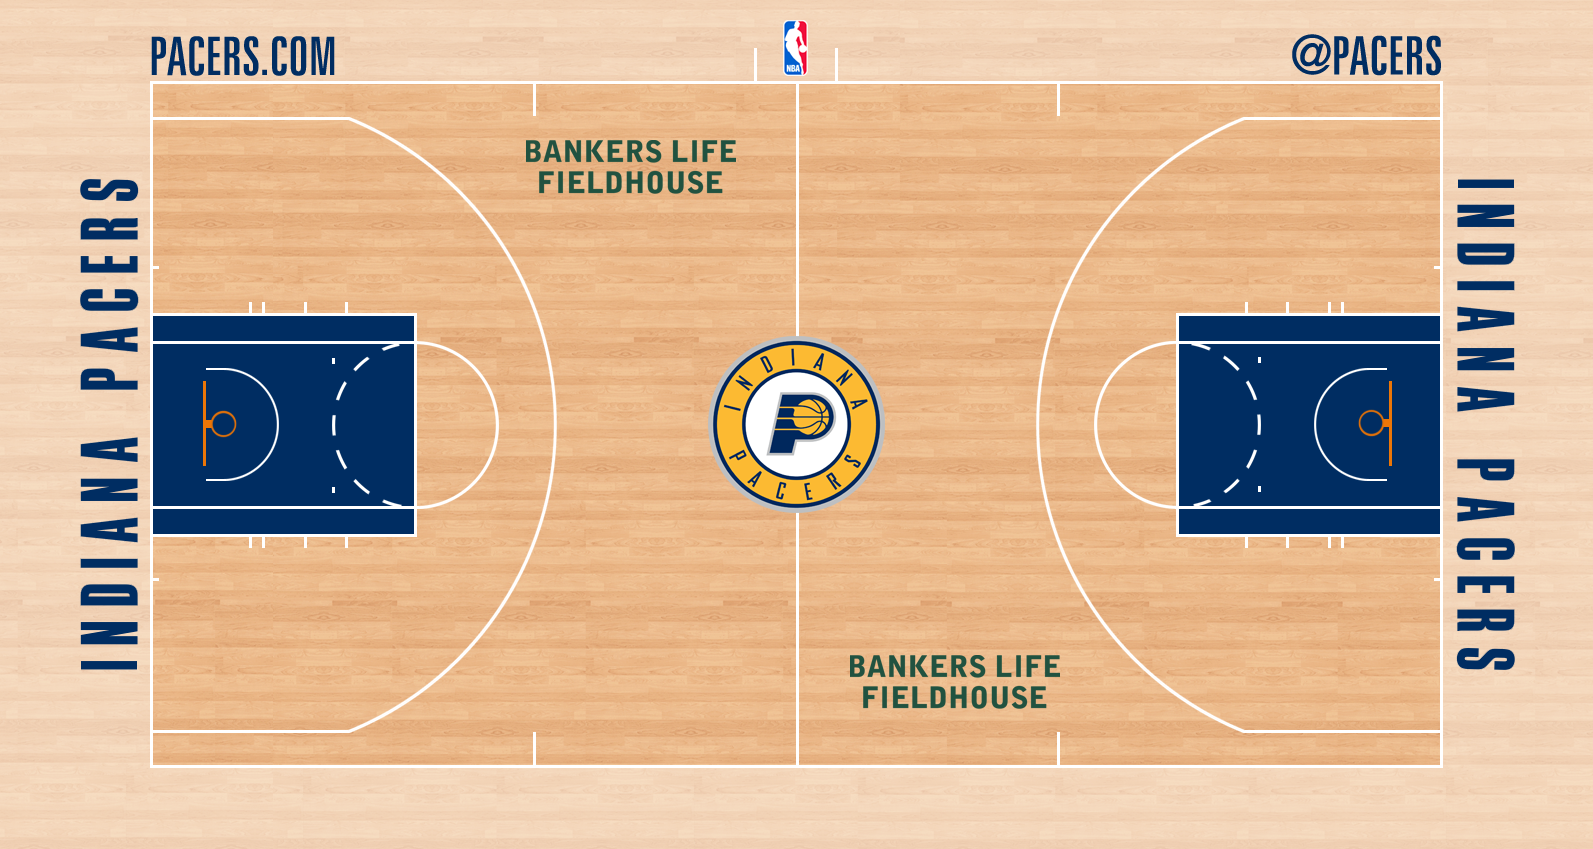 PACERS.COM
NBA
@PACERS
BANKERS LIFE
FIELDHOUSE
INDIANA PACERS
INDIANA
PACERS
INDIANA PACERS
BANKERS LIFE
FIELDHOUSE